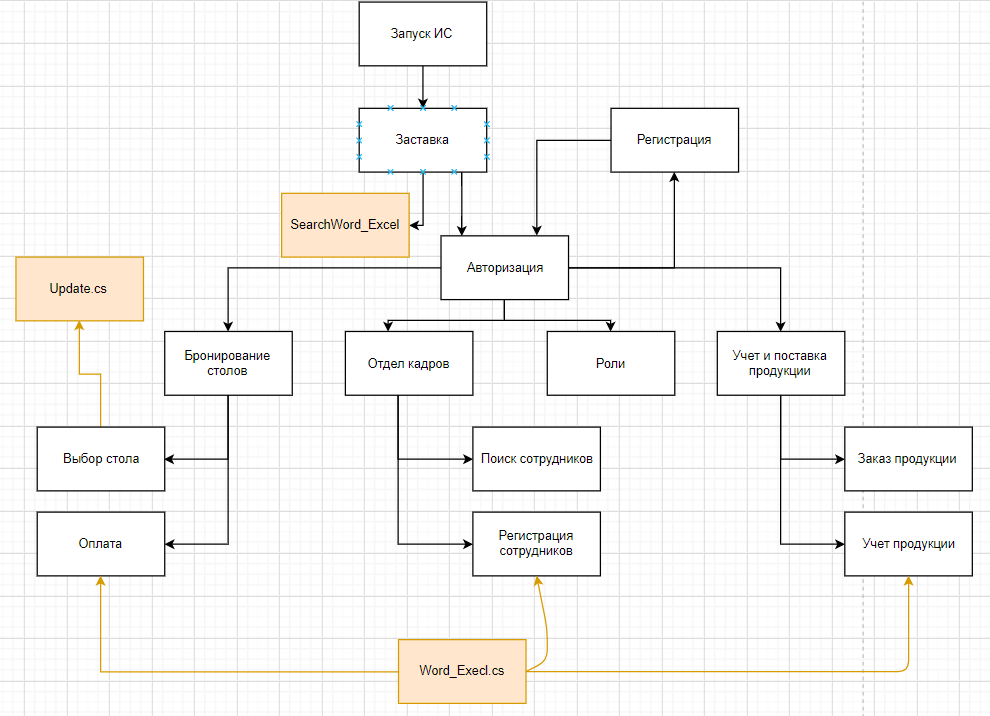 Запуск ИС
Заставка
Регистрация
SearchWord_Excel
Авторизация
Update.cs
Бронирование
столов
Отдел кадров
Роли
Учет и поставка
продукции
Выбор стола
Поиск сотрудников
Заказ продукции
Оплата
Регистрация
сотрудников
Учет продукции
Word_Execl.cs